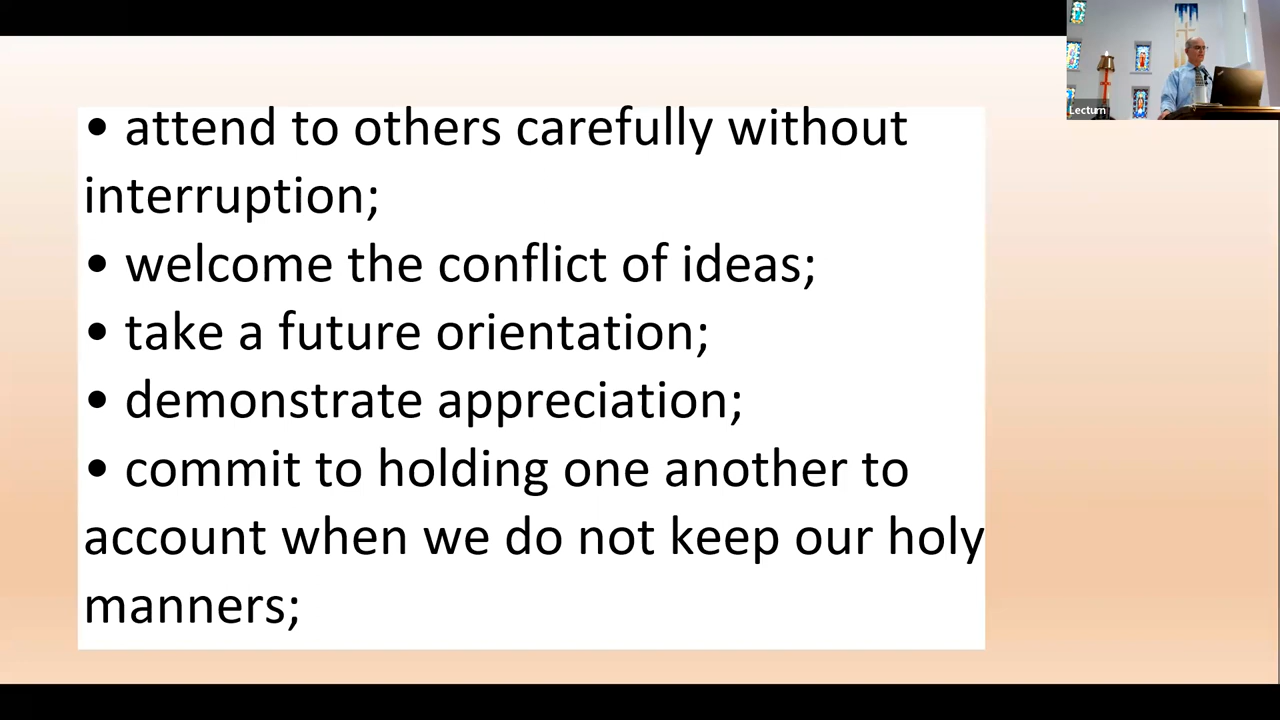 Lecturn
• attend to others carefully without
interruption;
• welcome the conflict of ideas;
• take a future orientation;
• demonstrate appreciation;
• commit to holding one another to
account when we do not keep our holy
manners;